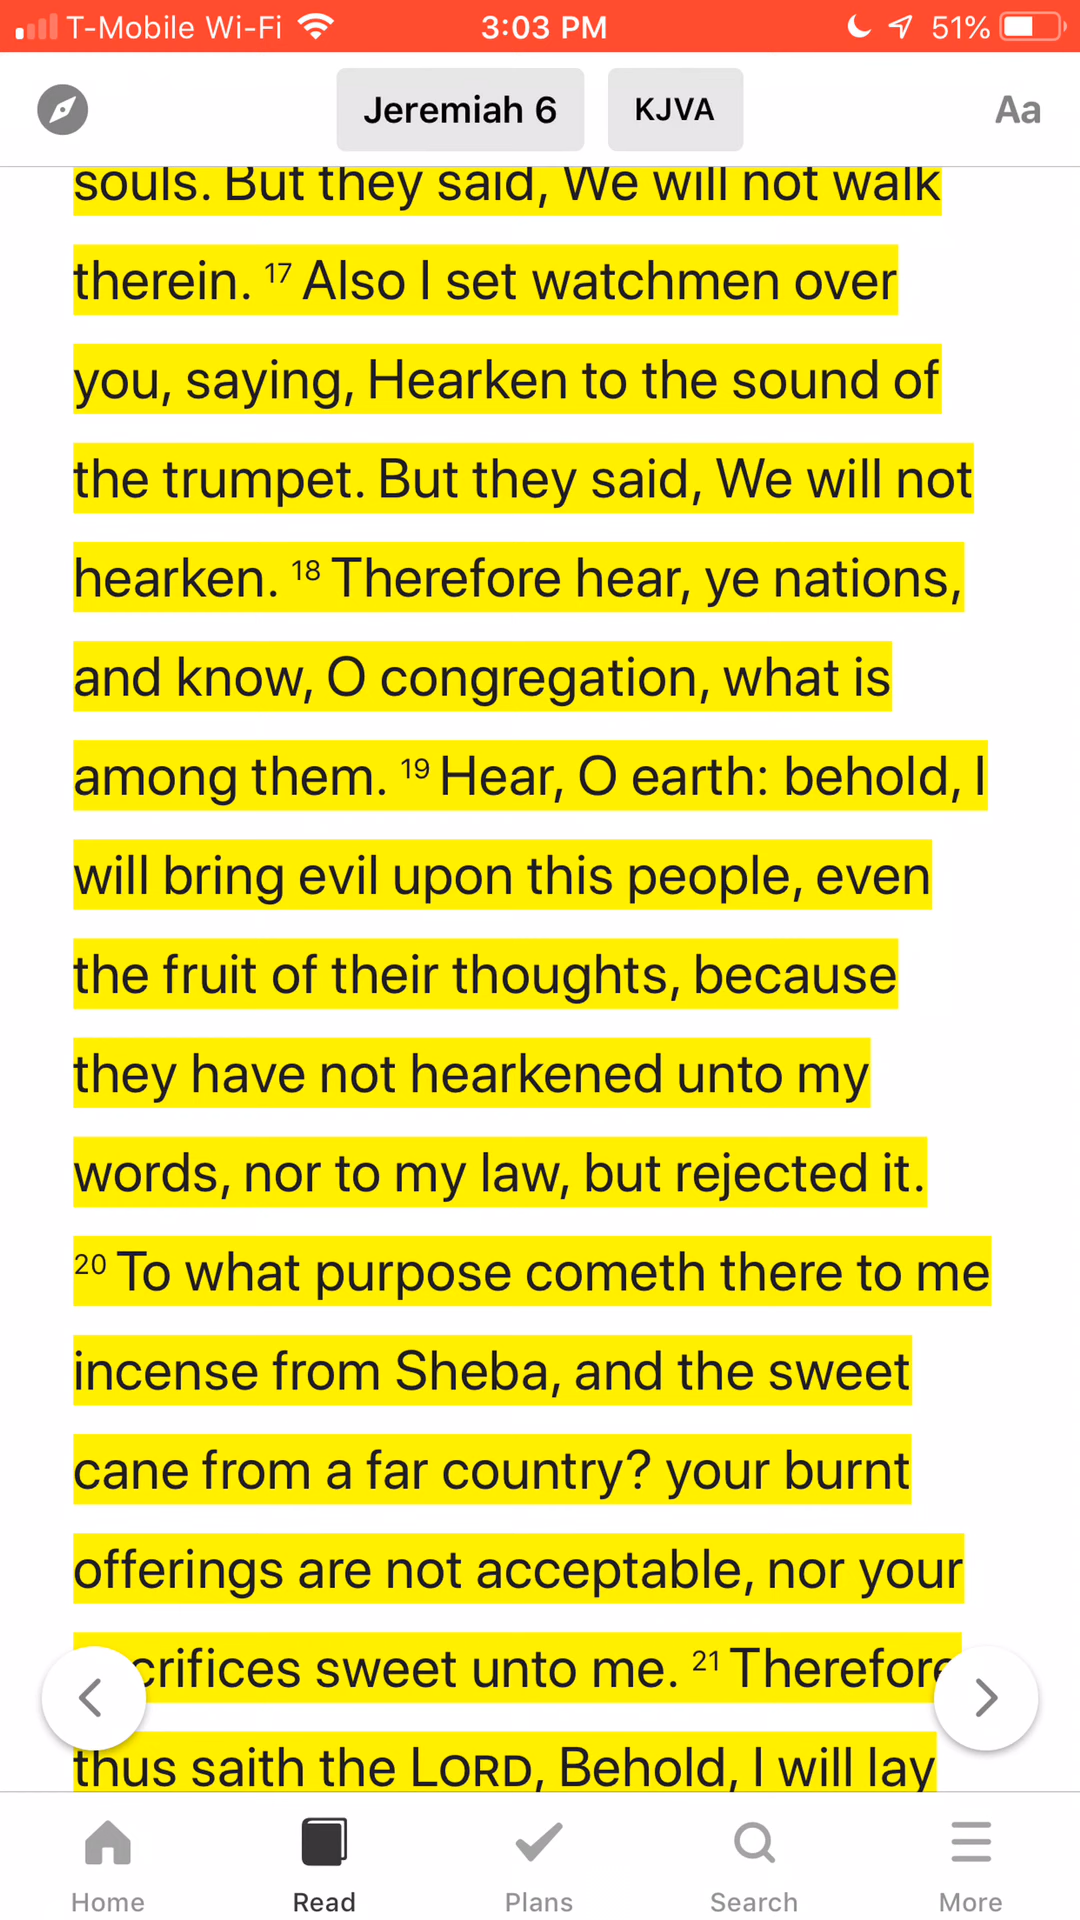 T-Mobile Wi-Fi 3:03 PM 51%
Jeremiah 6 KJVA Aa
souls. But they said, We will not walk
therein. 17 Also I set watchmen over
you, saying, Hearken to the sound of
the trumpet. But they said, We will not
hearken. 18 Therefore hear, ye nations,
and know, O congregation, what is
among them. 19 Hear, O earth: behold, I
will bring evil upon this people, even
the fruit of their thoughts, because
they have not hearkened unto my
words, nor to my law, but rejected it.
20 To what purpose cometh there to me
incense from Sheba, and the sweet
cane from a far country? your burnt
offerings are not acceptable, nor your
crifices sweet unto me. 21 Therefore
thus saith the LORD, Behold, I will lay
Home Read Plans Search More